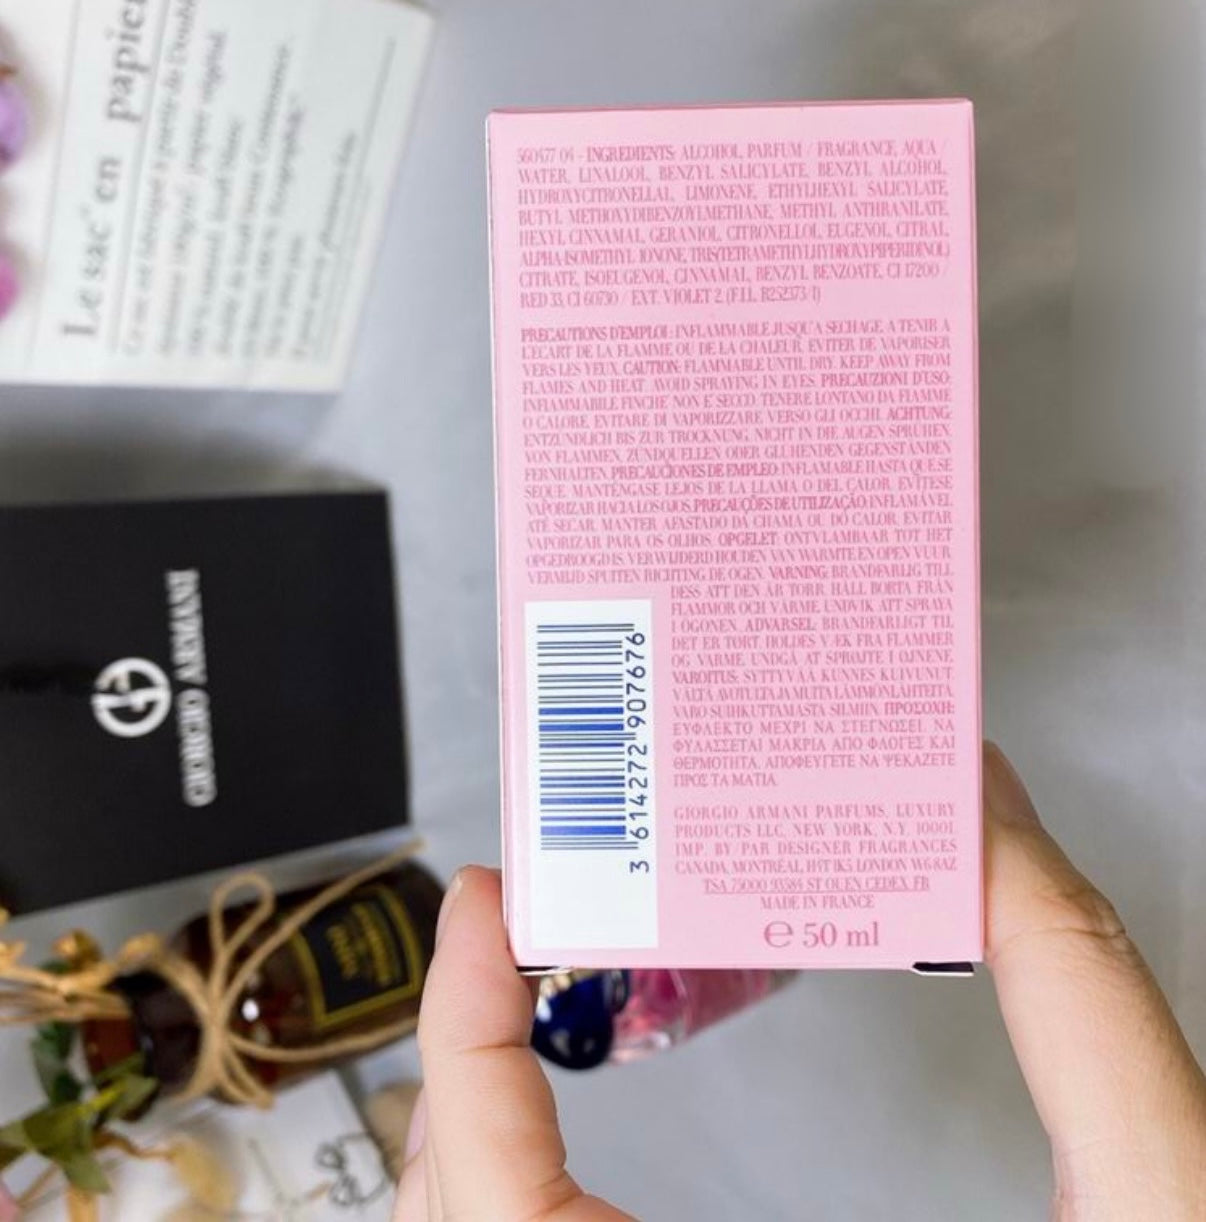 Le sac en papier
GIORGIO ARMANI
560477 04 - INGREDIENTS: ALCOHOL, PARFUM / FRAGRANCE, AQUA /
WATER, LINALOOL, BENZYL SALICYLATE, BENZYL ALCOHOL,
HYDROXYCITRONELLAL, LIMONENE, ETHYLHEXYL SALICYLATE,
BUTYL METHOXYDIBENZOYLMETHANE, METHYL ANTHRANILATE,
HEXYL CINNAMAL, GERANIOL, CITRONELLOL, EUGENOL, CITRAL,
ALPHA-ISOMETHYL IONONE, TRIS(TETRAMETHYLHYDROXYPIPERIDINOL)
CITRATE, ISOEUGENOL, CINNAMAL, BENZYL BENZOATE, CI 17200 /
RED 33, CI 60730 / EXT. VIOLET 2. (F.I.L. B252373/1)
PRECAUTIONS D'EMPLOI: INFLAMMABLE JUSQU'A SECHAGE. A TENIR A
L'ECART DE LA FLAMME OU DE LA CHALEUR. EVITER DE VAPORISER
VERS LES YEUX. CAUTION: FLAMMABLE UNTIL DRY. KEEP AWAY FROM
FLAMES AND HEAT. AVOID SPRAYING IN EYES. PRECAUZIONI D'USO:
INFIAMMABILE FINCHE' NON E' SECCO. TENERE LONTANO DA FIAMME
O CALORE. EVITARE DI VAPORIZZARE VERSO GLI OCCHI. ACHTUNG:
ENTZÜNDLICH BIS ZUR TROCKNUNG. NICHT IN DIE AUGEN SPRÜHEN.
VON FLAMMEN, ZÜNDQUELLEN ODER GLÜHENDEN GEGENSTÄNDEN
FERNHALTEN. PRECAUCIONES DE EMPLEO: INFLAMABLE HASTA QUE SE
SEQUE. MANTÉNGASE LEJOS DE LA LLAMA O DEL CALOR. EVÍTESE
VAPORIZAR HACIA LOS OJOS. PRECAUÇÕES DE UTILIZAÇÃO: INFLAMÁVEL
ATÉ SECAR. MANTER AFASTADO DA CHAMA OU DO CALOR. EVITAR
VAPORIZAR PARA OS OLHOS. OPGELET: ONTVLAMBAAR TOT HET
OPGEDROOGD IS. VERWIJDERD HOUDEN VAN WARMTE EN OPEN VUUR.
VERMIJD SPUITEN RICHTING DE OGEN. VARNING: BRANDFARLIG TILL
DESS ATT DEN ÄR TORR. HÅLL BORTA FRÅN
FLAMMOR OCH VÄRME. UNDVIK ATT SPRAYA
I ÖGONEN. ADVARSEL: BRANDFARLIGT TIL
DET ER TØRT. HOLDES VÆK FRA FLAMMER
OG VARME. UNDGÅ AT SPRØJTE I ØJNENE.
VAROITUS: SYTTYVÄÄ KUNNES KUIVUNUT.
VÄLTÄ AVOTULTA JA MUITA LÄMMÖNLÄHTEITÄ.
VARO SUIHKUTTAMASTA SILMIIN. ΠΡΟΣΟΧΗ:
ΕΥΦΛΕΚΤΟ ΜΕΧΡΙ ΝΑ ΣΤΕΓΝΩΣΕΙ. ΝΑ
ΦΥΛΑΣΣΕΤΑΙ ΜΑΚΡΙΑ ΑΠΟ ΦΛΟΓΕΣ ΚΑΙ
ΘΕΡΜΟΤΗΤΑ. ΑΠΟΦΕΥΓΕΤΕ ΝΑ ΨΕΚΑΖΕΤΕ
ΠΡΟΣ ΤΑ ΜΑΤΙΑ.
3 614272 907676
GIORGIO ARMANI PARFUMS, LUXURY
PRODUCTS LLC, NEW YORK, N.Y. 10001.
IMP. BY/PAR DESIGNER FRAGRANCES
CANADA, MONTRÉAL, H4T 1K5. LONDON W6 8AZ
TSA 75000 93584 ST OUEN CEDEX, FR
MADE IN FRANCE
℮ 50 ml